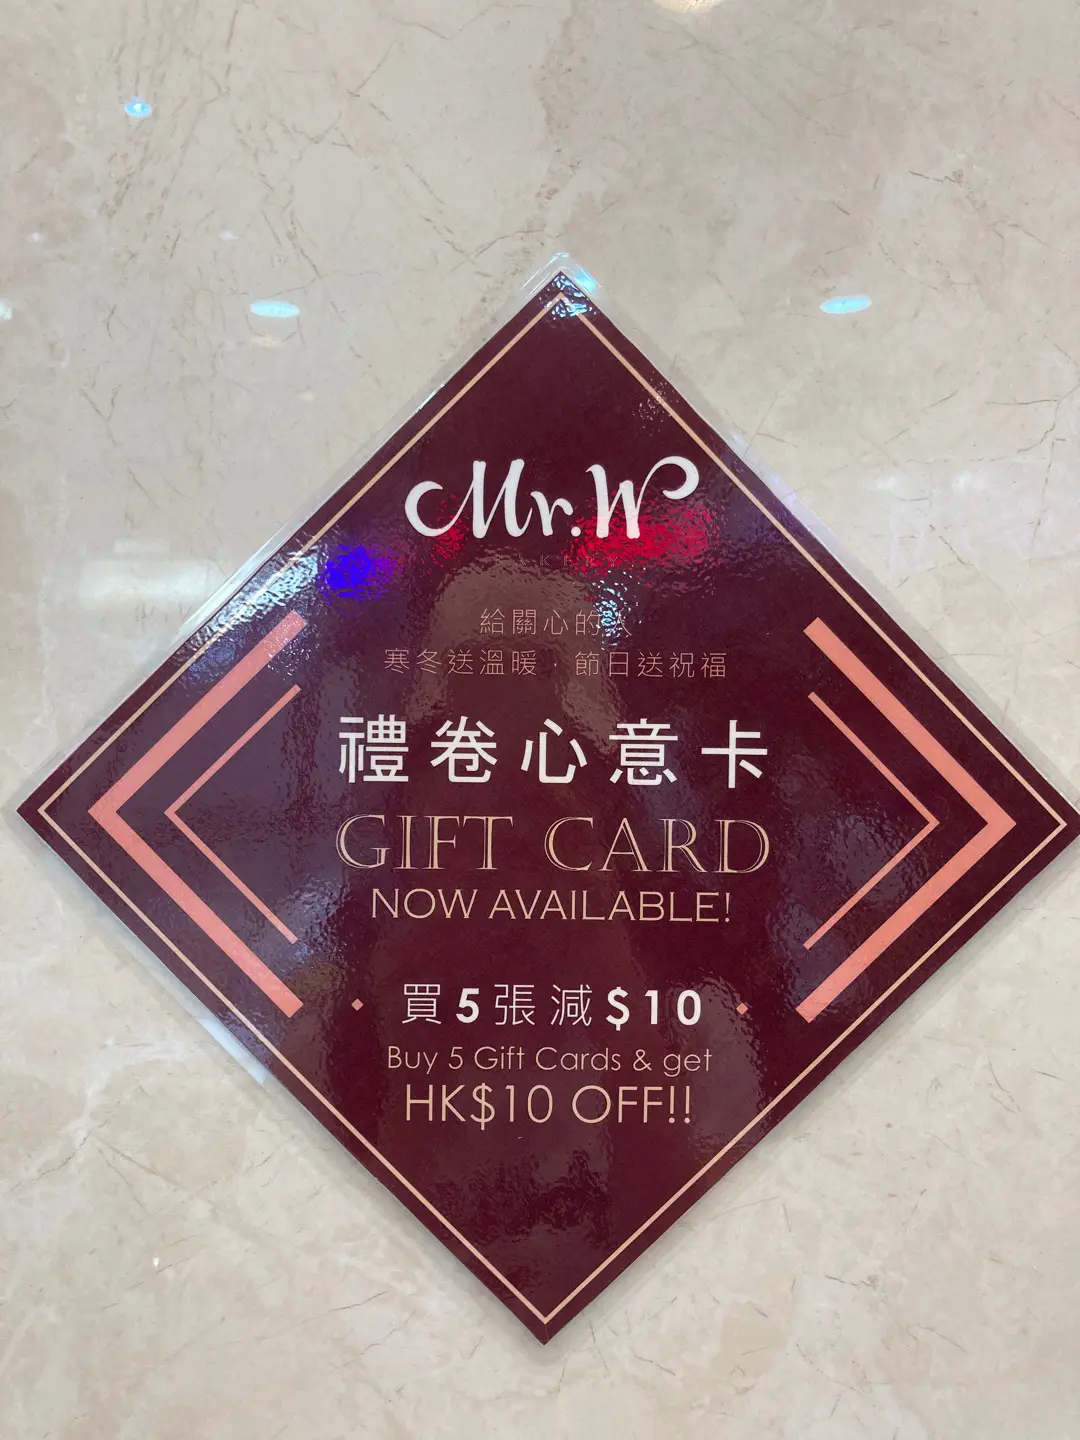 Mr. W
BAKERY
給關心的人
寒冬送溫暖，節日送祝福
禮卷心意卡
GIFT CARD
NOW AVAILABLE!
買5張減$10
Buy 5 Gift Cards & get
HK$10 OFF!!